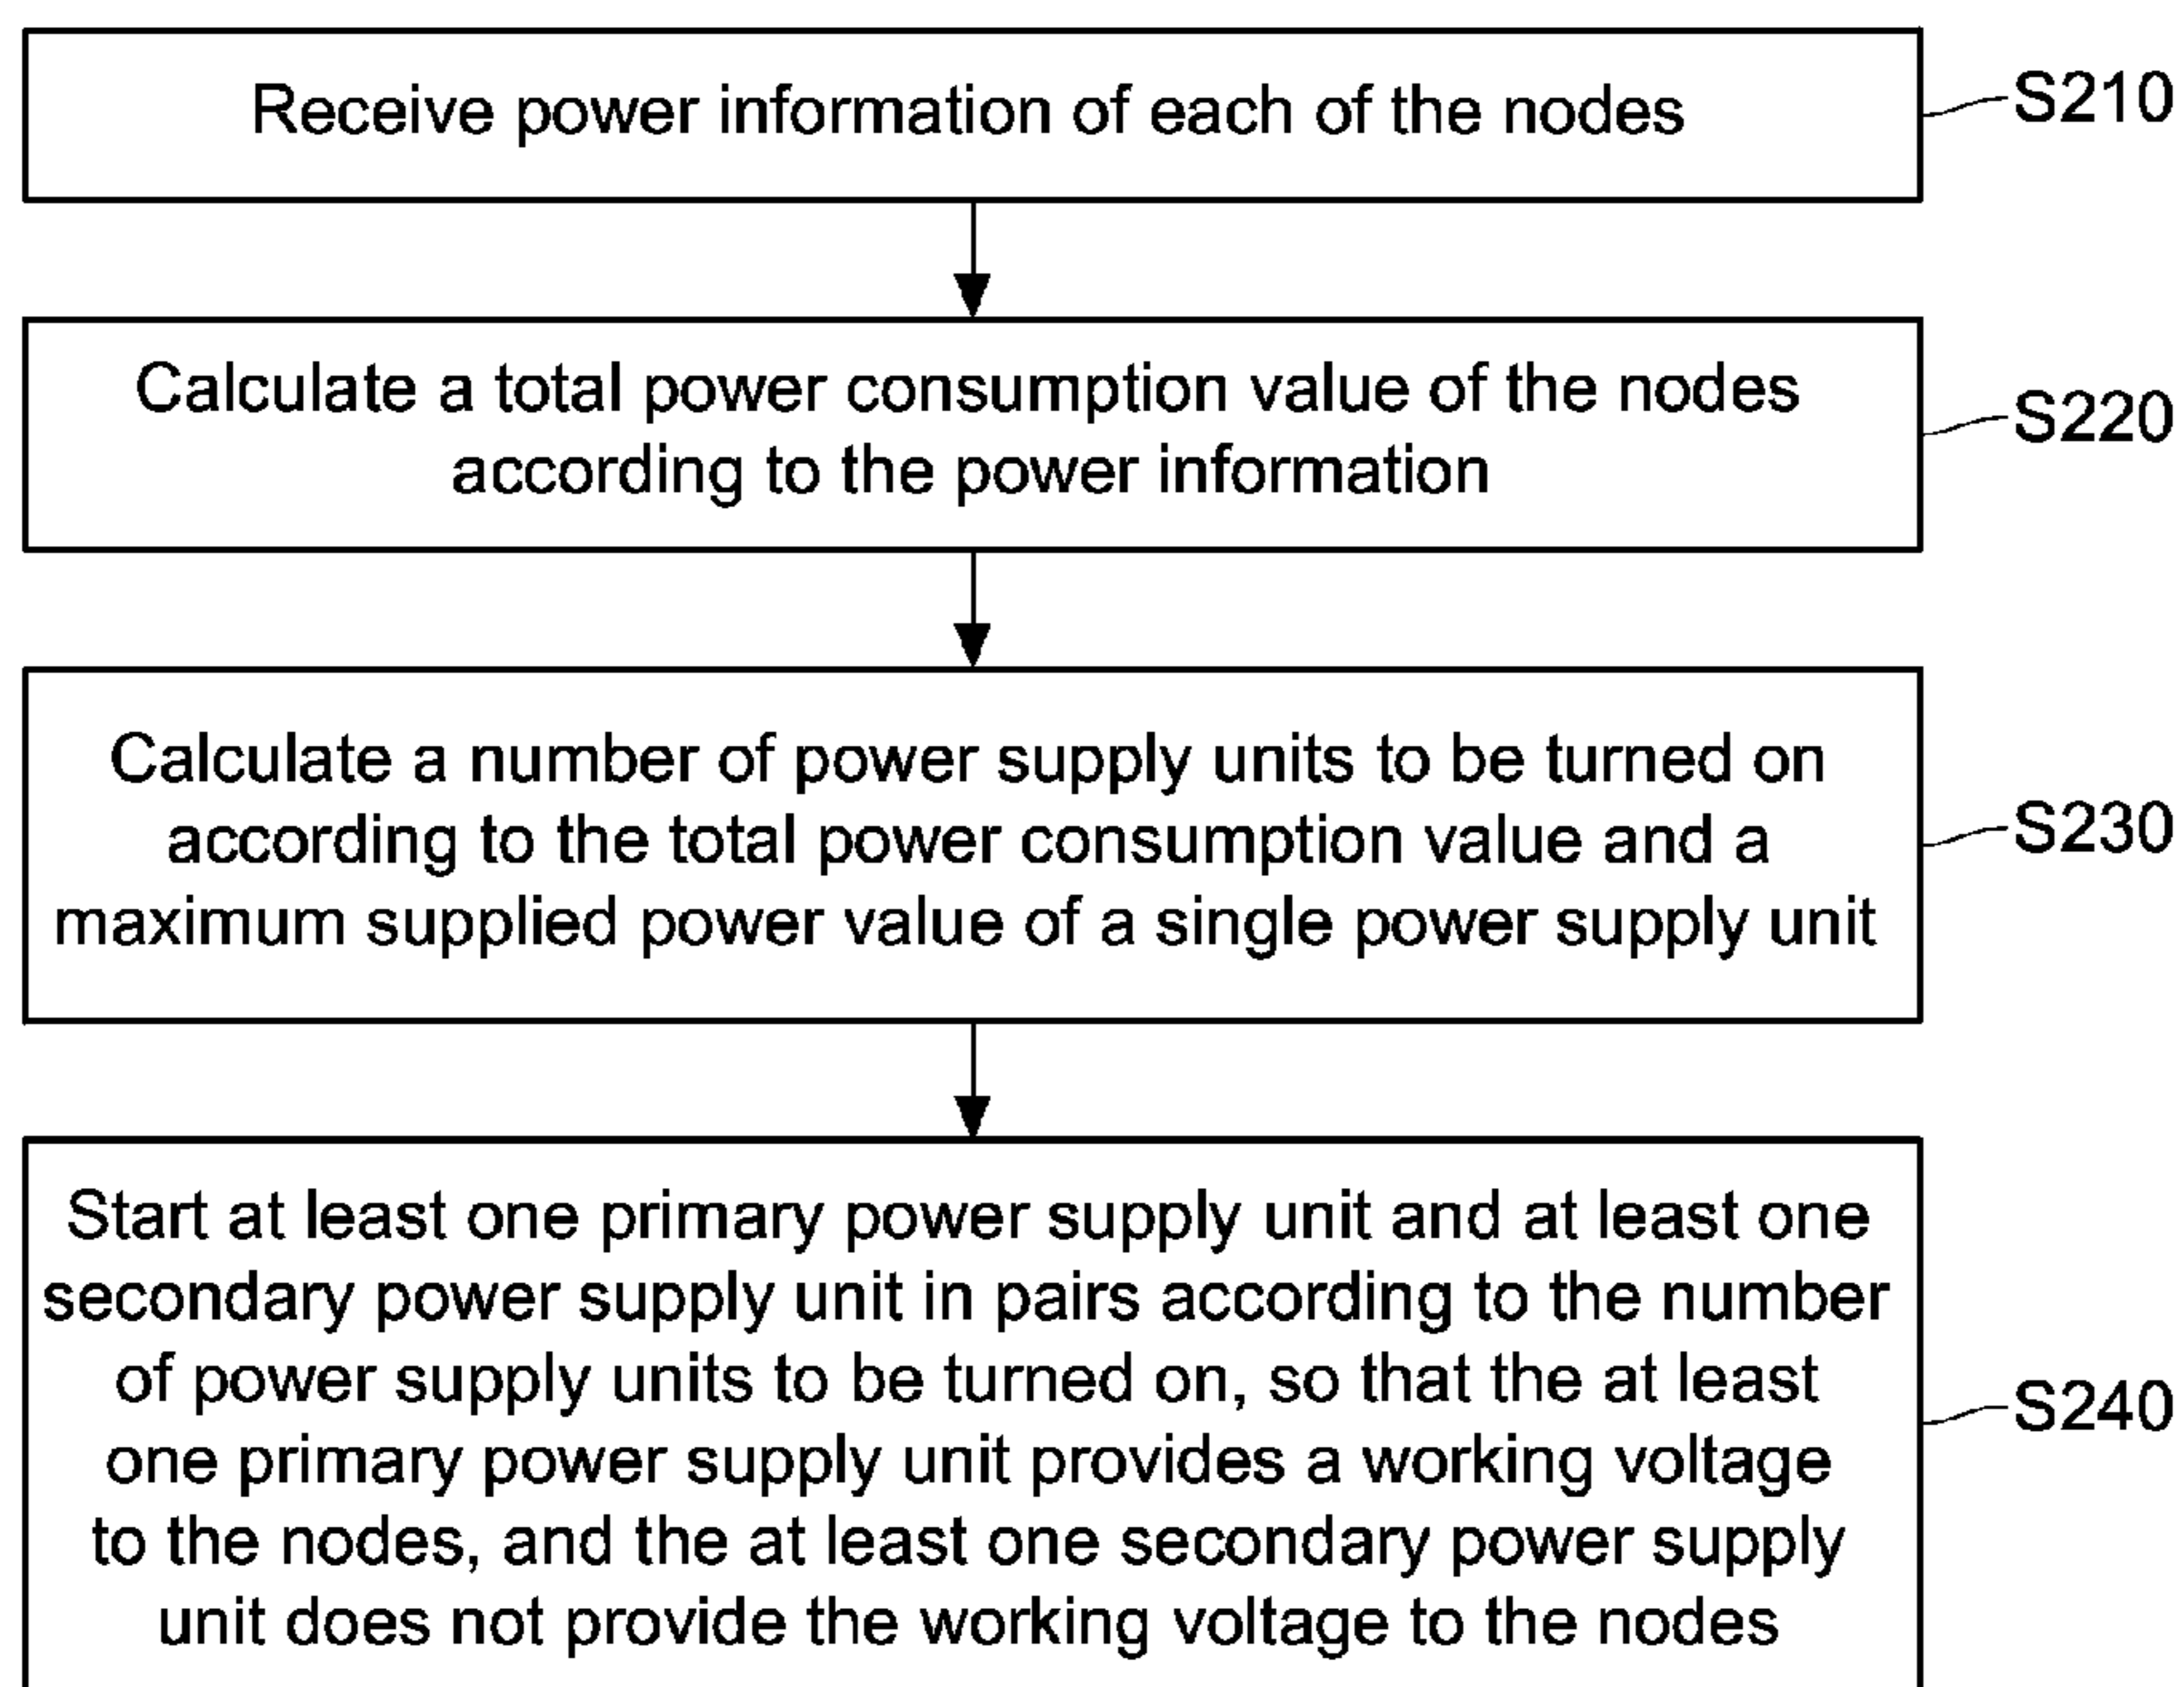 Receive power information of each of the nodes
S210
Calculate a total power consumption value of the nodes
according to the power information
S220
Calculate a number of power supply units to be turned on
according to the total power consumption value and a
maximum supplied power value of a single power supply unit
S230
Start at least one primary power supply unit and at least one
secondary power supply unit in pairs according to the number
of power supply units to be turned on, so that the at least
one primary power supply unit provides a working voltage
to the nodes, and the at least one secondary power supply
unit does not provide the working voltage to the nodes
S240